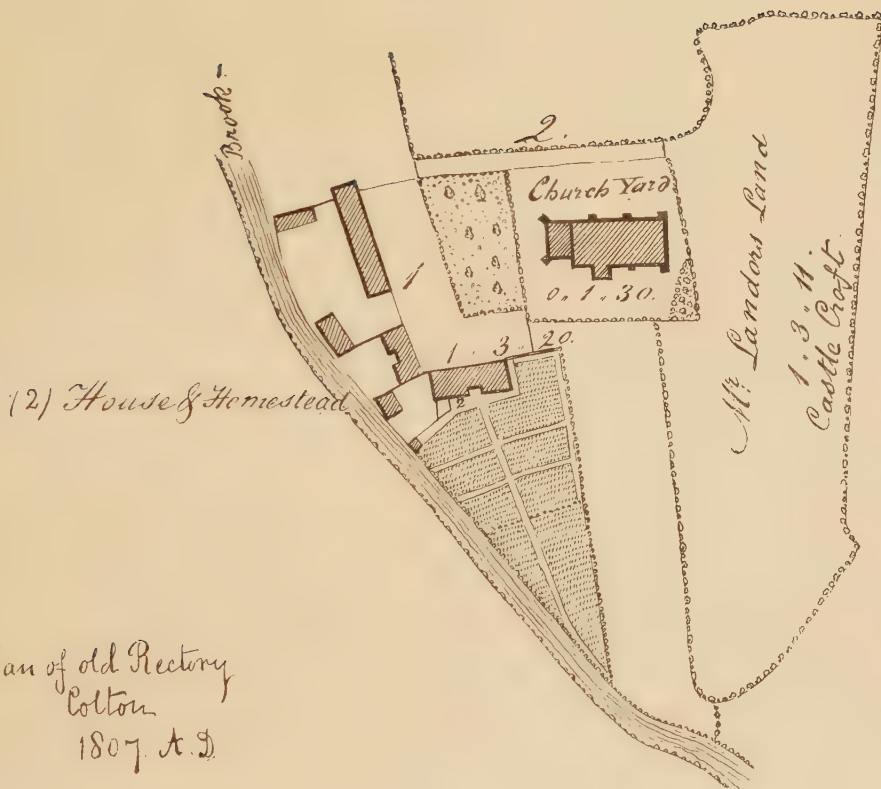 Brook-
2.
Church Yard
0. 1. 30.
1
1. 3. 20.
2
Mr. Landors Land
1. 3. 11.
Castle Croft
(2) House & Homestead
an of old Rectory
Colton
1807. A.D